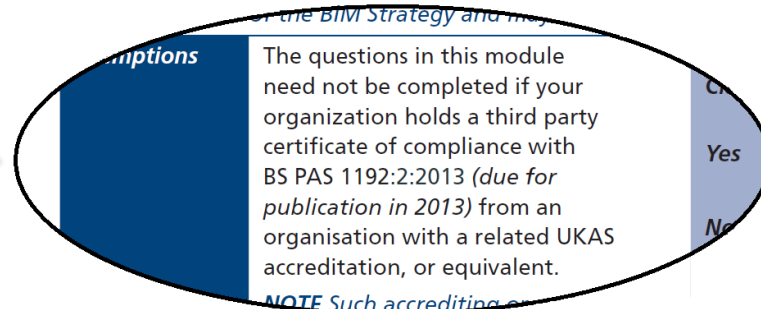 of the BIM Strategy and may
mptions
The questions in this module
need not be completed if your
organization holds a third party
certificate of compliance with
BS PAS 1192:2:2013 (due for
publication in 2013) from an
organisation with a related UKAS
accreditation, or equivalent.
NOTE Such accrediting
Yes
No